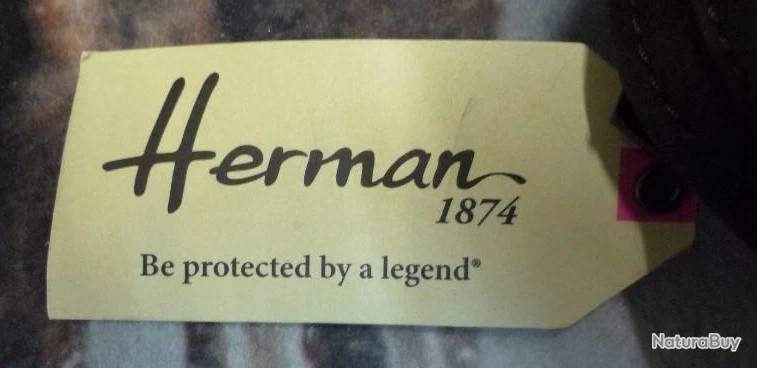 Herman
1874
Be protected by a legend®
NaturaBuy